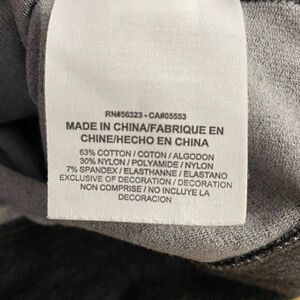 RN#56323 - CA#05553
MADE IN CHINA/FABRIQUE EN
CHINE/HECHO EN CHINA
63% COTTON / COTON / ALGODON
30% NYLON / POLYAMIDE / NYLON
7% SPANDEX / ELASTHANNE / ELASTANO
EXCLUSIVE OF DECORATION / DECORATION
NON COMPRISE / NO INCLUYE LA
DECORACION